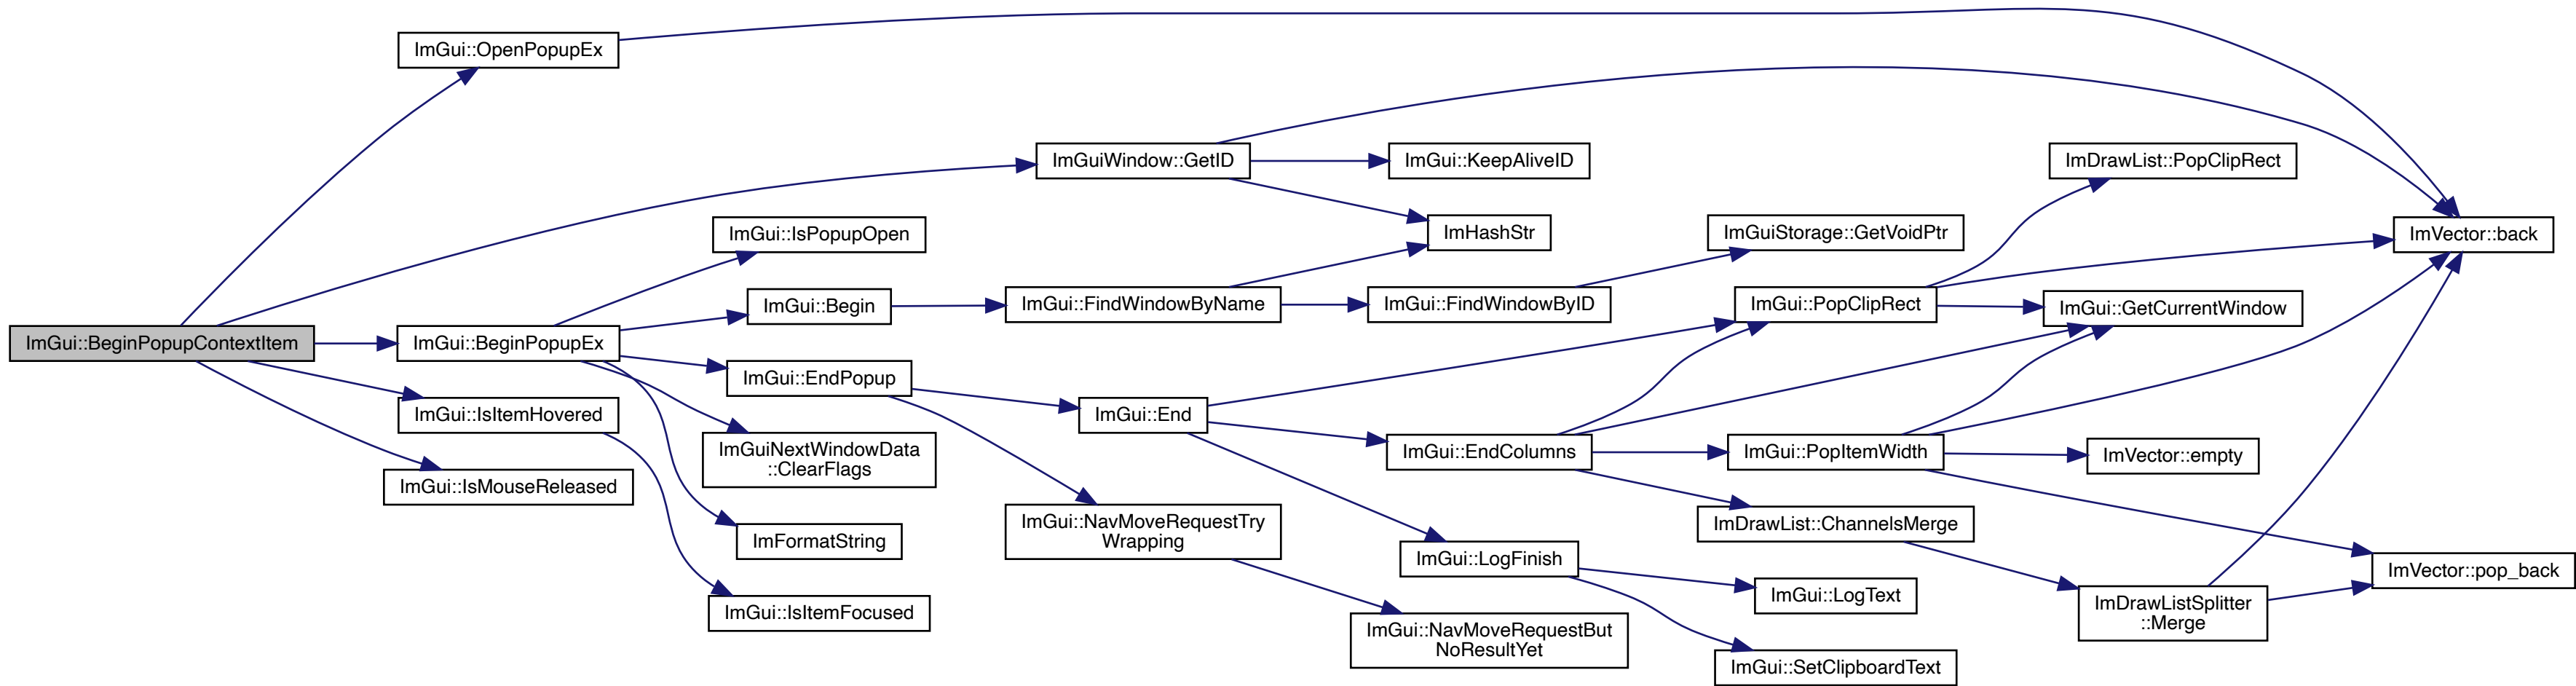 ImGui::BeginPopupContextItem
ImGui::OpenPopupEx
ImGui::BeginPopupEx
ImGui::IsItemHovered
ImGui::IsMouseReleased
ImGui::IsPopupOpen
ImGui::Begin
ImGui::EndPopup
ImGuiNextWindowData
::ClearFlags
ImFormatString
ImGui::IsItemFocused
ImGuiWindow::GetID
ImGui::FindWindowByName
ImGui::End
ImGui::NavMoveRequestTry
Wrapping
ImGui::KeepAliveID
ImHashStr
ImGui::FindWindowByID
ImGui::EndColumns
ImGui::LogFinish
ImGui::NavMoveRequestBut
NoResultYet
ImGuiStorage::GetVoidPtr
ImGui::PopClipRect
ImGui::PopItemWidth
ImDrawList::ChannelsMerge
ImGui::LogText
ImGui::SetClipboardText
ImDrawList::PopClipRect
ImGui::GetCurrentWindow
ImVector::empty
ImDrawListSplitter
::Merge
ImVector::back
ImVector::pop_back